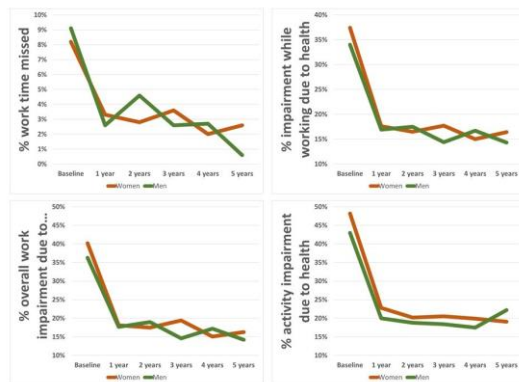 % work time missed
10%
9%
8%
7%
6%
5%
4%
3%
2%
1%
0%
Baseline 1 year 2 years 3 years 4 years 5 years
Women Men
% impairment while
working due to health
40%
35%
30%
25%
20%
15%
10%
Baseline 1 year 2 years 3 years 4 years 5 years
Women Men
% overall work
impairment due to...
50%
45%
40%
35%
30%
25%
20%
15%
10%
Baseline 1 year 2 years 3 years 4 years 5 years
Women Men
% activity impairment
due to health
50%
45%
40%
35%
30%
25%
20%
15%
10%
Baseline 1 year 2 years 3 years 4 years 5 years
Women Men